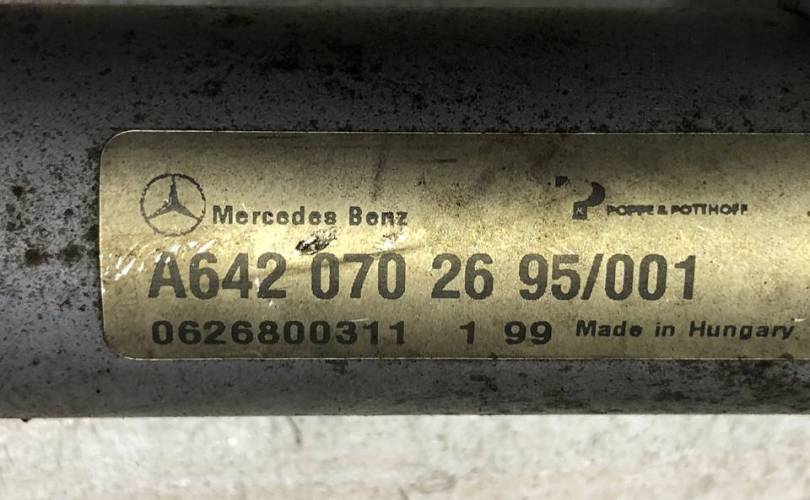 Mercedes Benz
POPPE & POTTHOFF
A642 070 26 95/001
0626800311 1 99 Made in Hungary